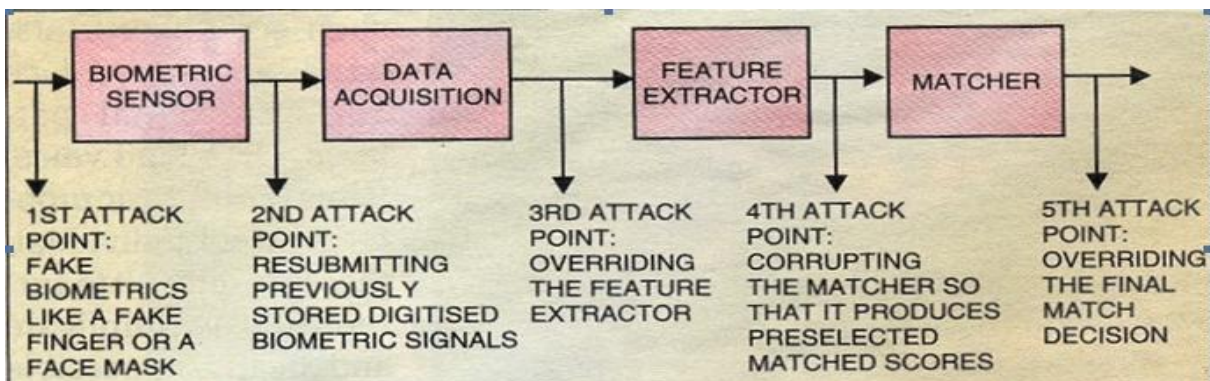 BIOMETRIC
SENSOR
DATA
ACQUISITION
FEATURE
EXTRACTOR
MATCHER
1ST ATTACK
POINT:
FAKE
BIOMETRICS
LIKE A FAKE
FINGER OR A
FACE MASK
2ND ATTACK
POINT:
RESUBMITTING
PREVIOUSLY
STORED DIGITISED
BIOMETRIC SIGNALS
3RD ATTACK
POINT:
OVERRIDING
THE FEATURE
EXTRACTOR
4TH ATTACK
POINT:
CORRUPTING
THE MATCHER SO
THAT IT PRODUCES
PRESELECTED
MATCHED SCORES
5TH ATTACK
POINT:
OVERRIDING
THE FINAL
MATCH
DECISION